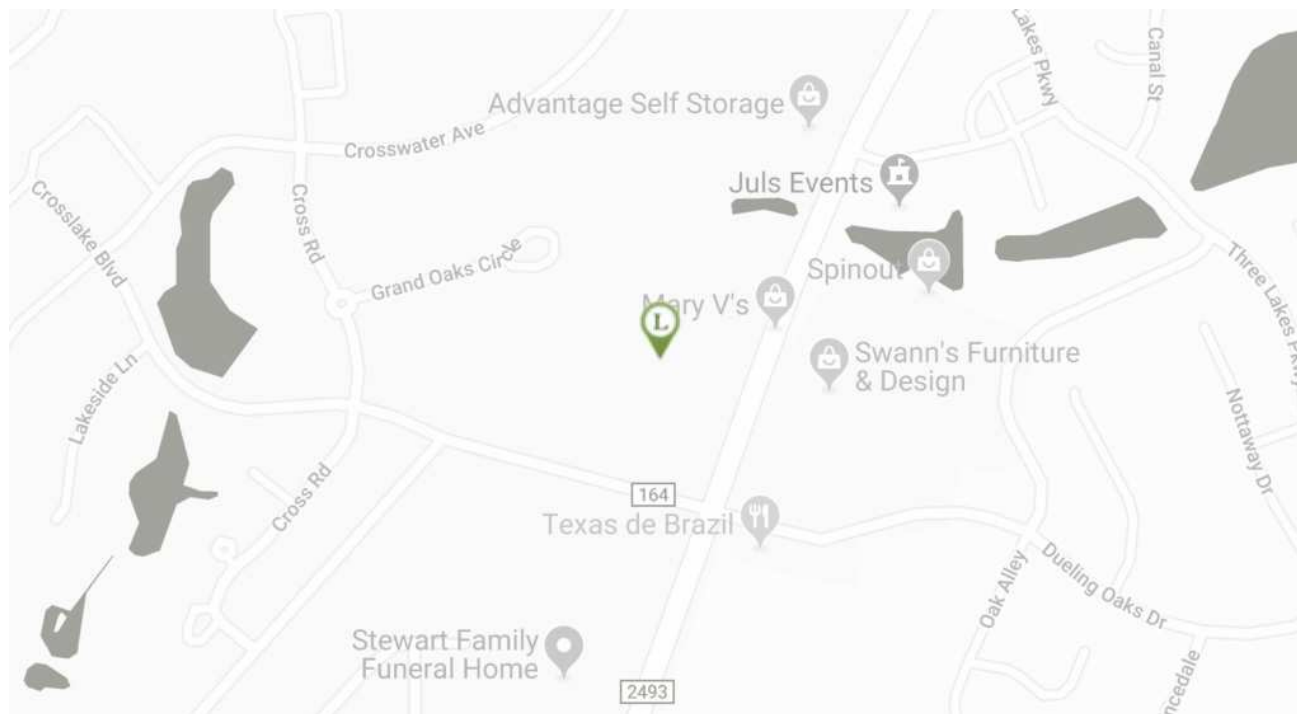 Lakes Pkwy
Canal St
Advantage Self Storage
Crosswater Ave
Juls Events
Crosslake Blvd
Cross Rd
Grand Oaks Circle
Spinout
Three Lakes Pkwy
Mary V's
L
Swann's Furniture
& Design
Lakeside Ln
Nottaway Dr
Cross Rd
164
Texas de Brazil
Oak Alley
Dueling Oaks Dr
Stewart Family
Funeral Home
2493
ncedale